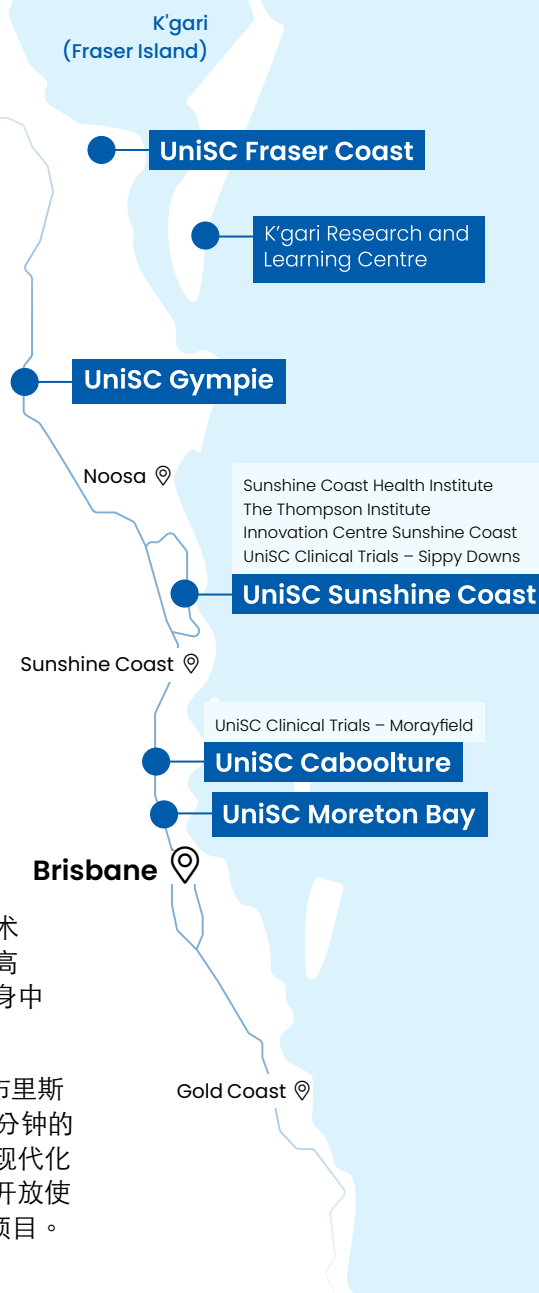 K'gari
(Fraser Island)
UniSC Fraser Coast
K’gari Research and
Learning Centre
UniSC Gympie
Noosa
Sunshine Coast Health Institute
The Thompson Institute
Innovation Centre Sunshine Coast
UniSC Clinical Trials – Sippy Downs
UniSC Sunshine Coast
Sunshine Coast
UniSC Clinical Trials – Morayfield
UniSC Caboolture
UniSC Moreton Bay
Brisbane
术
高
身中
布里斯
分钟的
现代化
开放使
项目。
Gold Coast